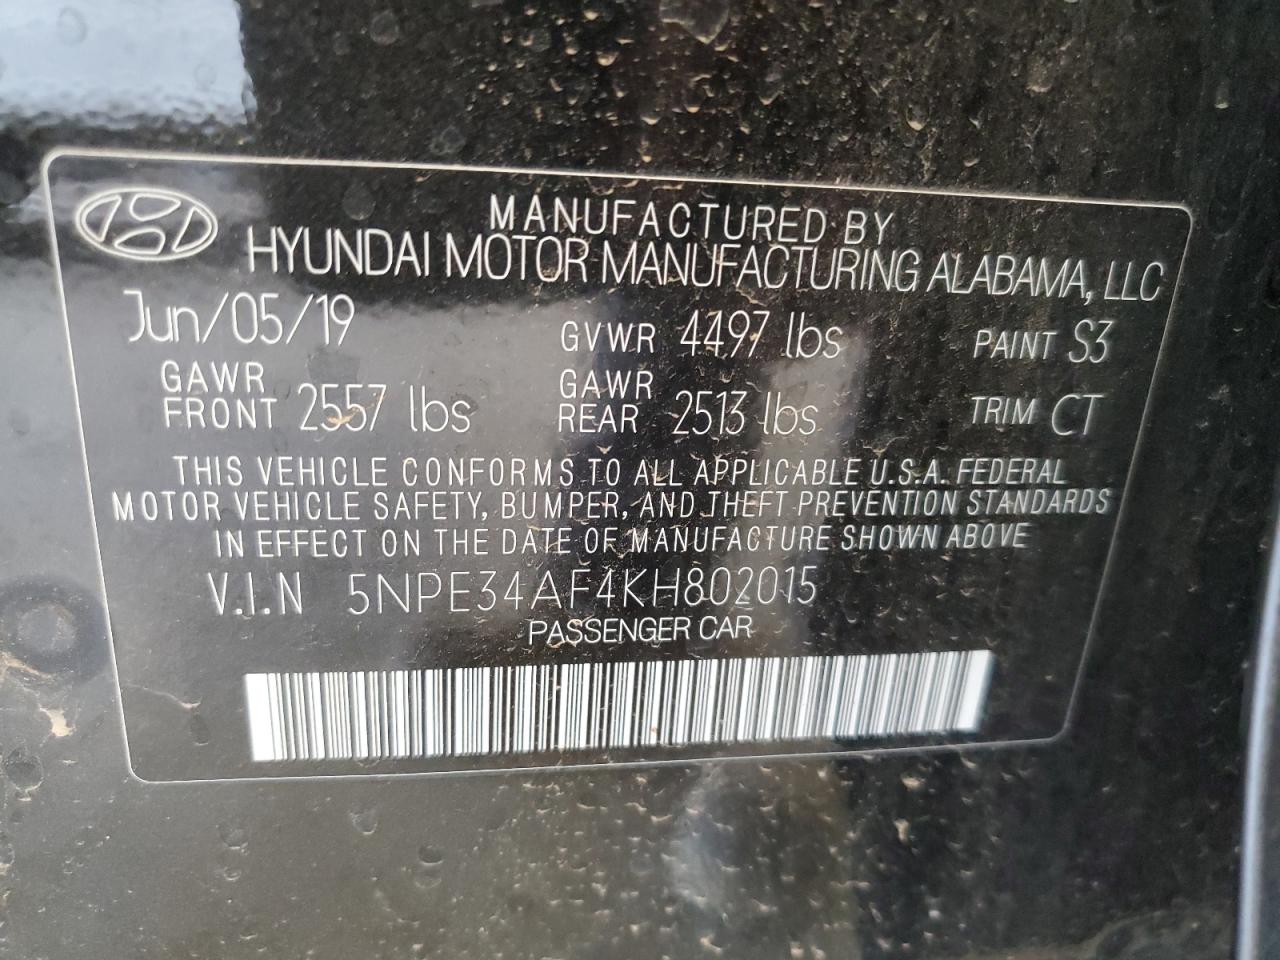 MANUFACTURED BY
HYUNDAI MOTOR MANUFACTURING ALABAMA, LLC
Jun/05/19 GVWR 4497 lbs PAINT S3
GAWR FRONT 2557 lbs GAWR REAR 2513 lbs TRIM CT
THIS VEHICLE CONFORMS TO ALL APPLICABLE U.S.A. FEDERAL
MOTOR VEHICLE SAFETY, BUMPER, AND THEFT PREVENTION STANDARDS
IN EFFECT ON THE DATE OF MANUFACTURE SHOWN ABOVE
V.I.N 5NPE34AF4KH802015
PASSENGER CAR